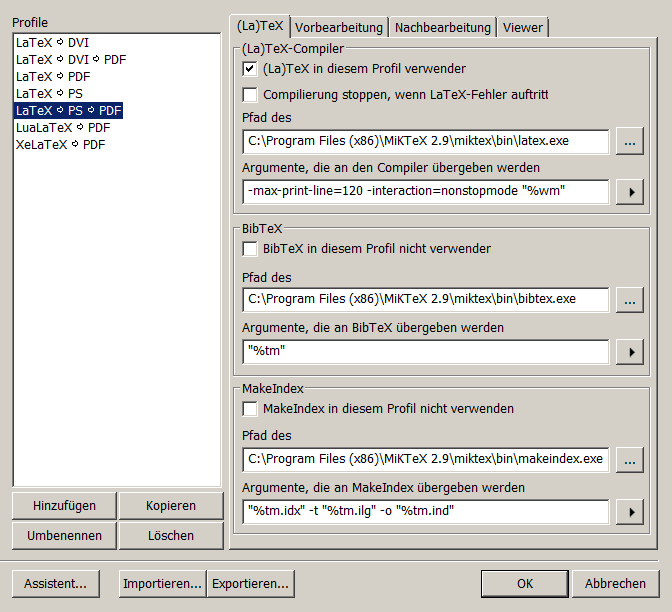 Profile
LaTeX ⇨ DVI
LaTeX ⇨ DVI ⇨ PDF
LaTeX ⇨ PDF
LaTeX ⇨ PS
LaTeX ⇨ PS ⇨ PDF
LuaLaTeX ⇨ PDF
XeLaTeX ⇨ PDF
Hinzufügen
Kopieren
Umbenennen
Löschen
(La)TeX
Vorbearbeitung
Nachbearbeitung
Viewer
(La)TeX-Compiler
(La)TeX in diesem Profil verwender
Compilierung stoppen, wenn LaTeX-Fehler auftritt
Pfad des
C:\Program Files (x86)\MiKTeX 2.9\miktex\bin\latex.exe
...
Argumente, die an den Compiler übergeben werden
-max-print-line=120 -interaction=nonstopmode "%wm"
BibTeX
BibTeX in diesem Profil nicht verwender
Pfad des
C:\Program Files (x86)\MiKTeX 2.9\miktex\bin\bibtex.exe
...
Argumente, die an BibTeX übergeben werden
"%tm"
MakeIndex
MakeIndex in diesem Profil nicht verwenden
Pfad des
C:\Program Files (x86)\MiKTeX 2.9\miktex\bin\makeindex.exe
...
Argumente, die an MakeIndex übergeben werden
"%tm.idx" -t "%tm.ilg" -o "%tm.ind"
Assistent...
Importieren...
Exportieren...
OK
Abbrechen